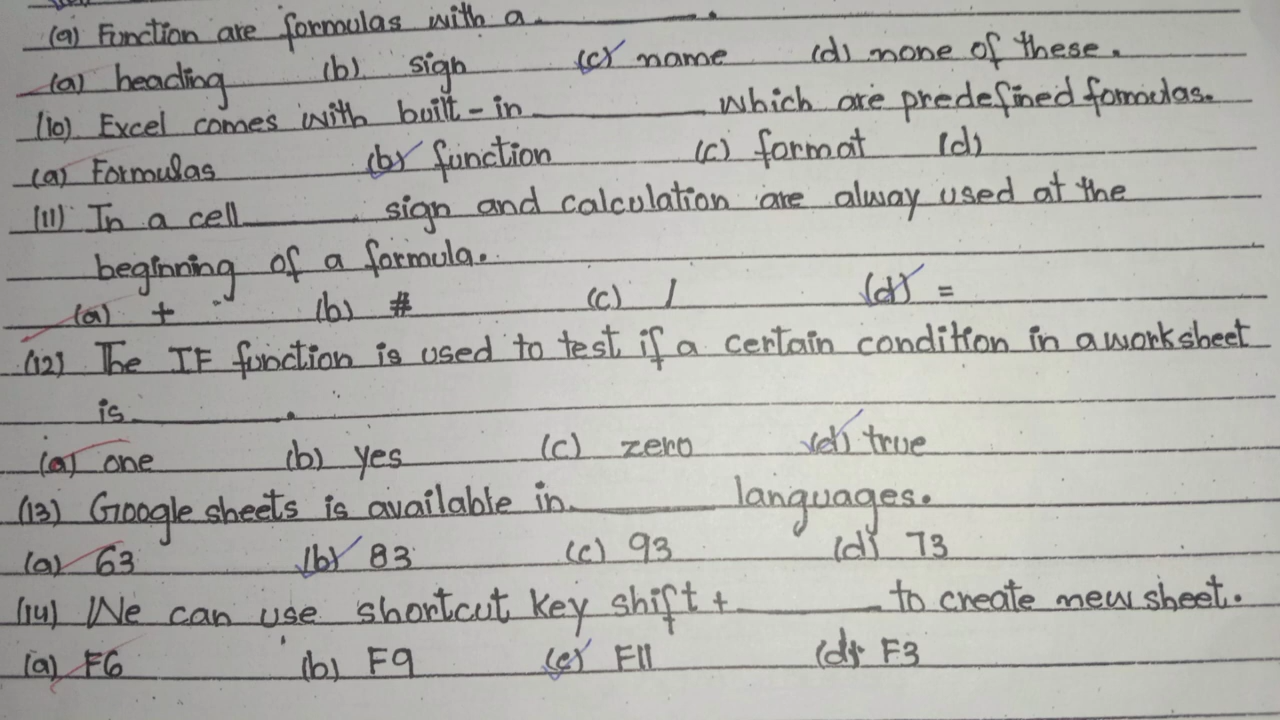 (9) Function are formulas with a ________.
(a) heading (b) sign (c) name (d) none of these.
(10) Excel comes with built-in ________ which are predefined formulas.
(a) Formulas (b) function (c) format (d)
(11) In a cell ________ sign and calculation are alway used at the
beginning of a formula.
(a) + (b) # (c) / (d) =
(12) The IF function is used to test if a certain condition in a worksheet
is ________.
(a) one (b) yes (c) zero (d) true
(13) Google sheets is available in ________ languages.
(a) 63 (b) 83 (c) 93 (d) 73
(14) We can use shortcut key shift + ________ to create new sheet.
(a) F6 (b) F9 (c) F11 (d) F3